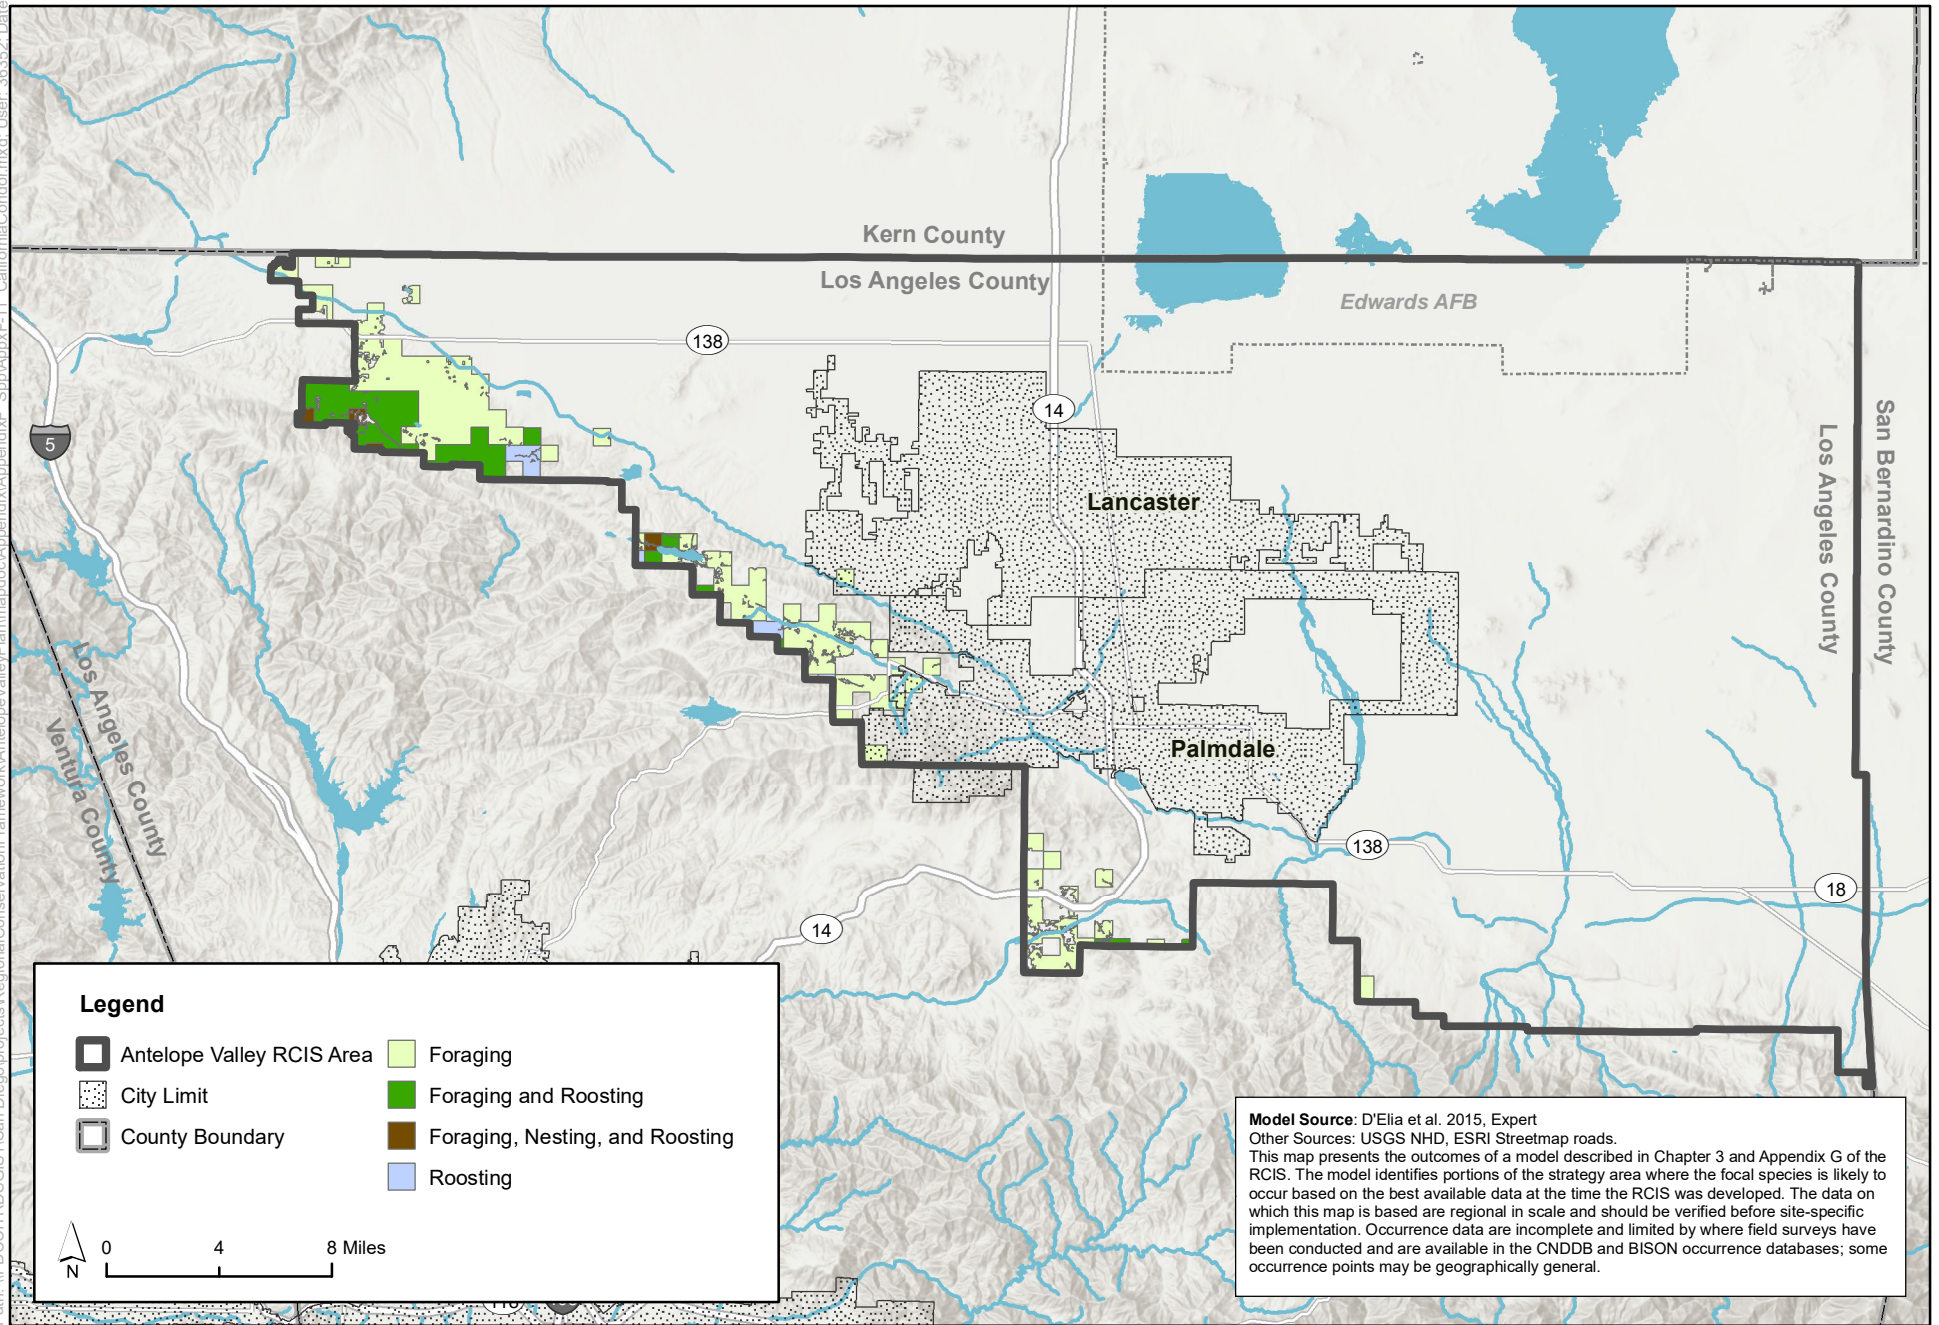 Kern County
Los Angeles County
Edwards AFB
138
14
5
Lancaster
Los Angeles County
San Bernardino County
Palmdale
Los Angeles County
Ventura County
138
18
14
Legend
Antelope Valley RCIS Area
City Limit
County Boundary
Foraging
Foraging and Roosting
Foraging, Nesting, and Roosting
Roosting
0 4 8 Miles
N
Model Source: D'Elia et al. 2015, Expert
Other Sources: USGS NHD, ESRI Streetmap roads.
This map presents the outcomes of a model described in Chapter 3 and Appendix G of the
RCIS. The model identifies portions of the strategy area where the focal species is likely to
occur based on the best available data at the time the RCIS was developed. The data on
which this map is based are regional in scale and should be verified before site-specific
implementation. Occurrence data are incomplete and limited by where field surveys have
been conducted and are available in the CNDDB and BISON occurrence databases; some
occurrence points may be geographically general.